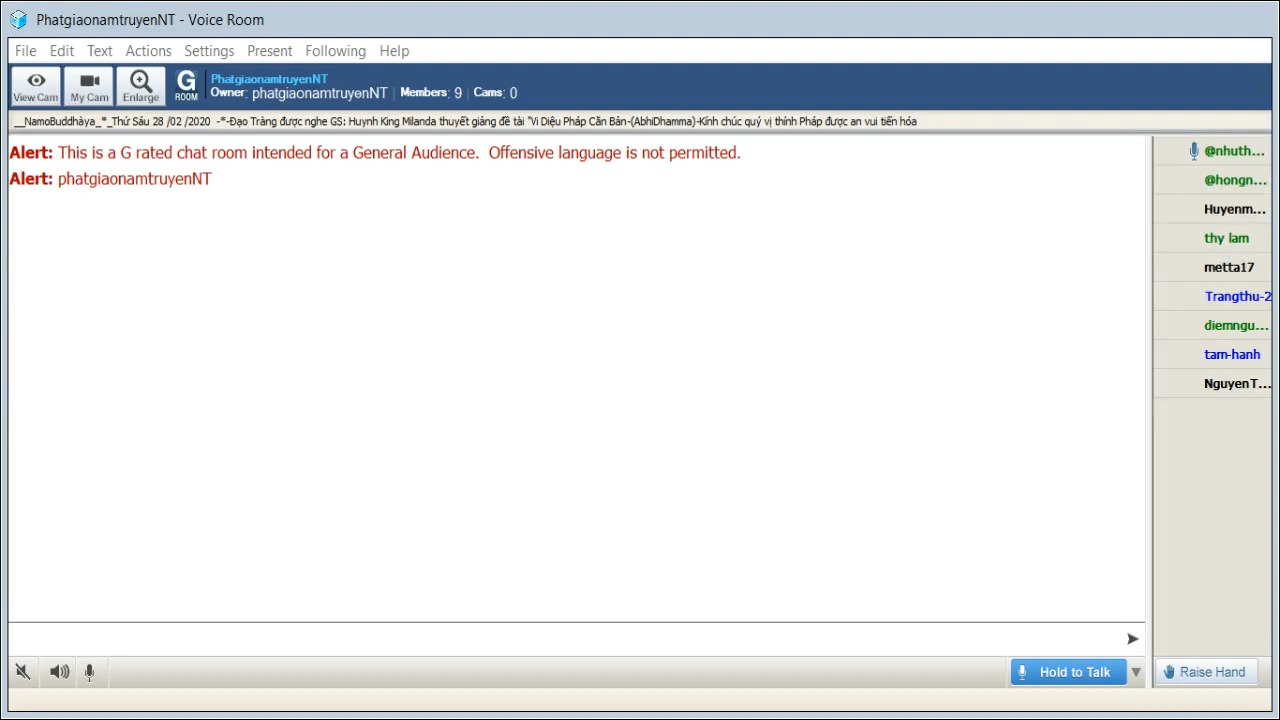 PhatgiaonamtruyenNT - Voice Room
File Edit Text Actions Settings Present Following Help
View Cam My Cam Enlarge G ROOM
PhatgiaonamtruyenNT
Owner: phatgiaonamtruyenNT | Members: 9 | Cams: 0
__NamoBuddhàya_*_Thứ Sáu 28 /02 /2020 -*-Đạo Tràng được nghe GS: Huynh King Milanda thuyết giảng đề tài "Vi Diệu Pháp Căn Bản-(AbhiDhamma)-Kính chúc quý vị thính Pháp được an vui tiến hóa
Alert: This is a G rated chat room intended for a General Audience. Offensive language is not permitted.
Alert: phatgiaonamtruyenNT
@nhuth...
@hongn...
Huyenm...
thy lam
metta17
Trangthu-2
diemngu...
tam-hanh
NguyenT...
Hold to Talk
Raise Hand